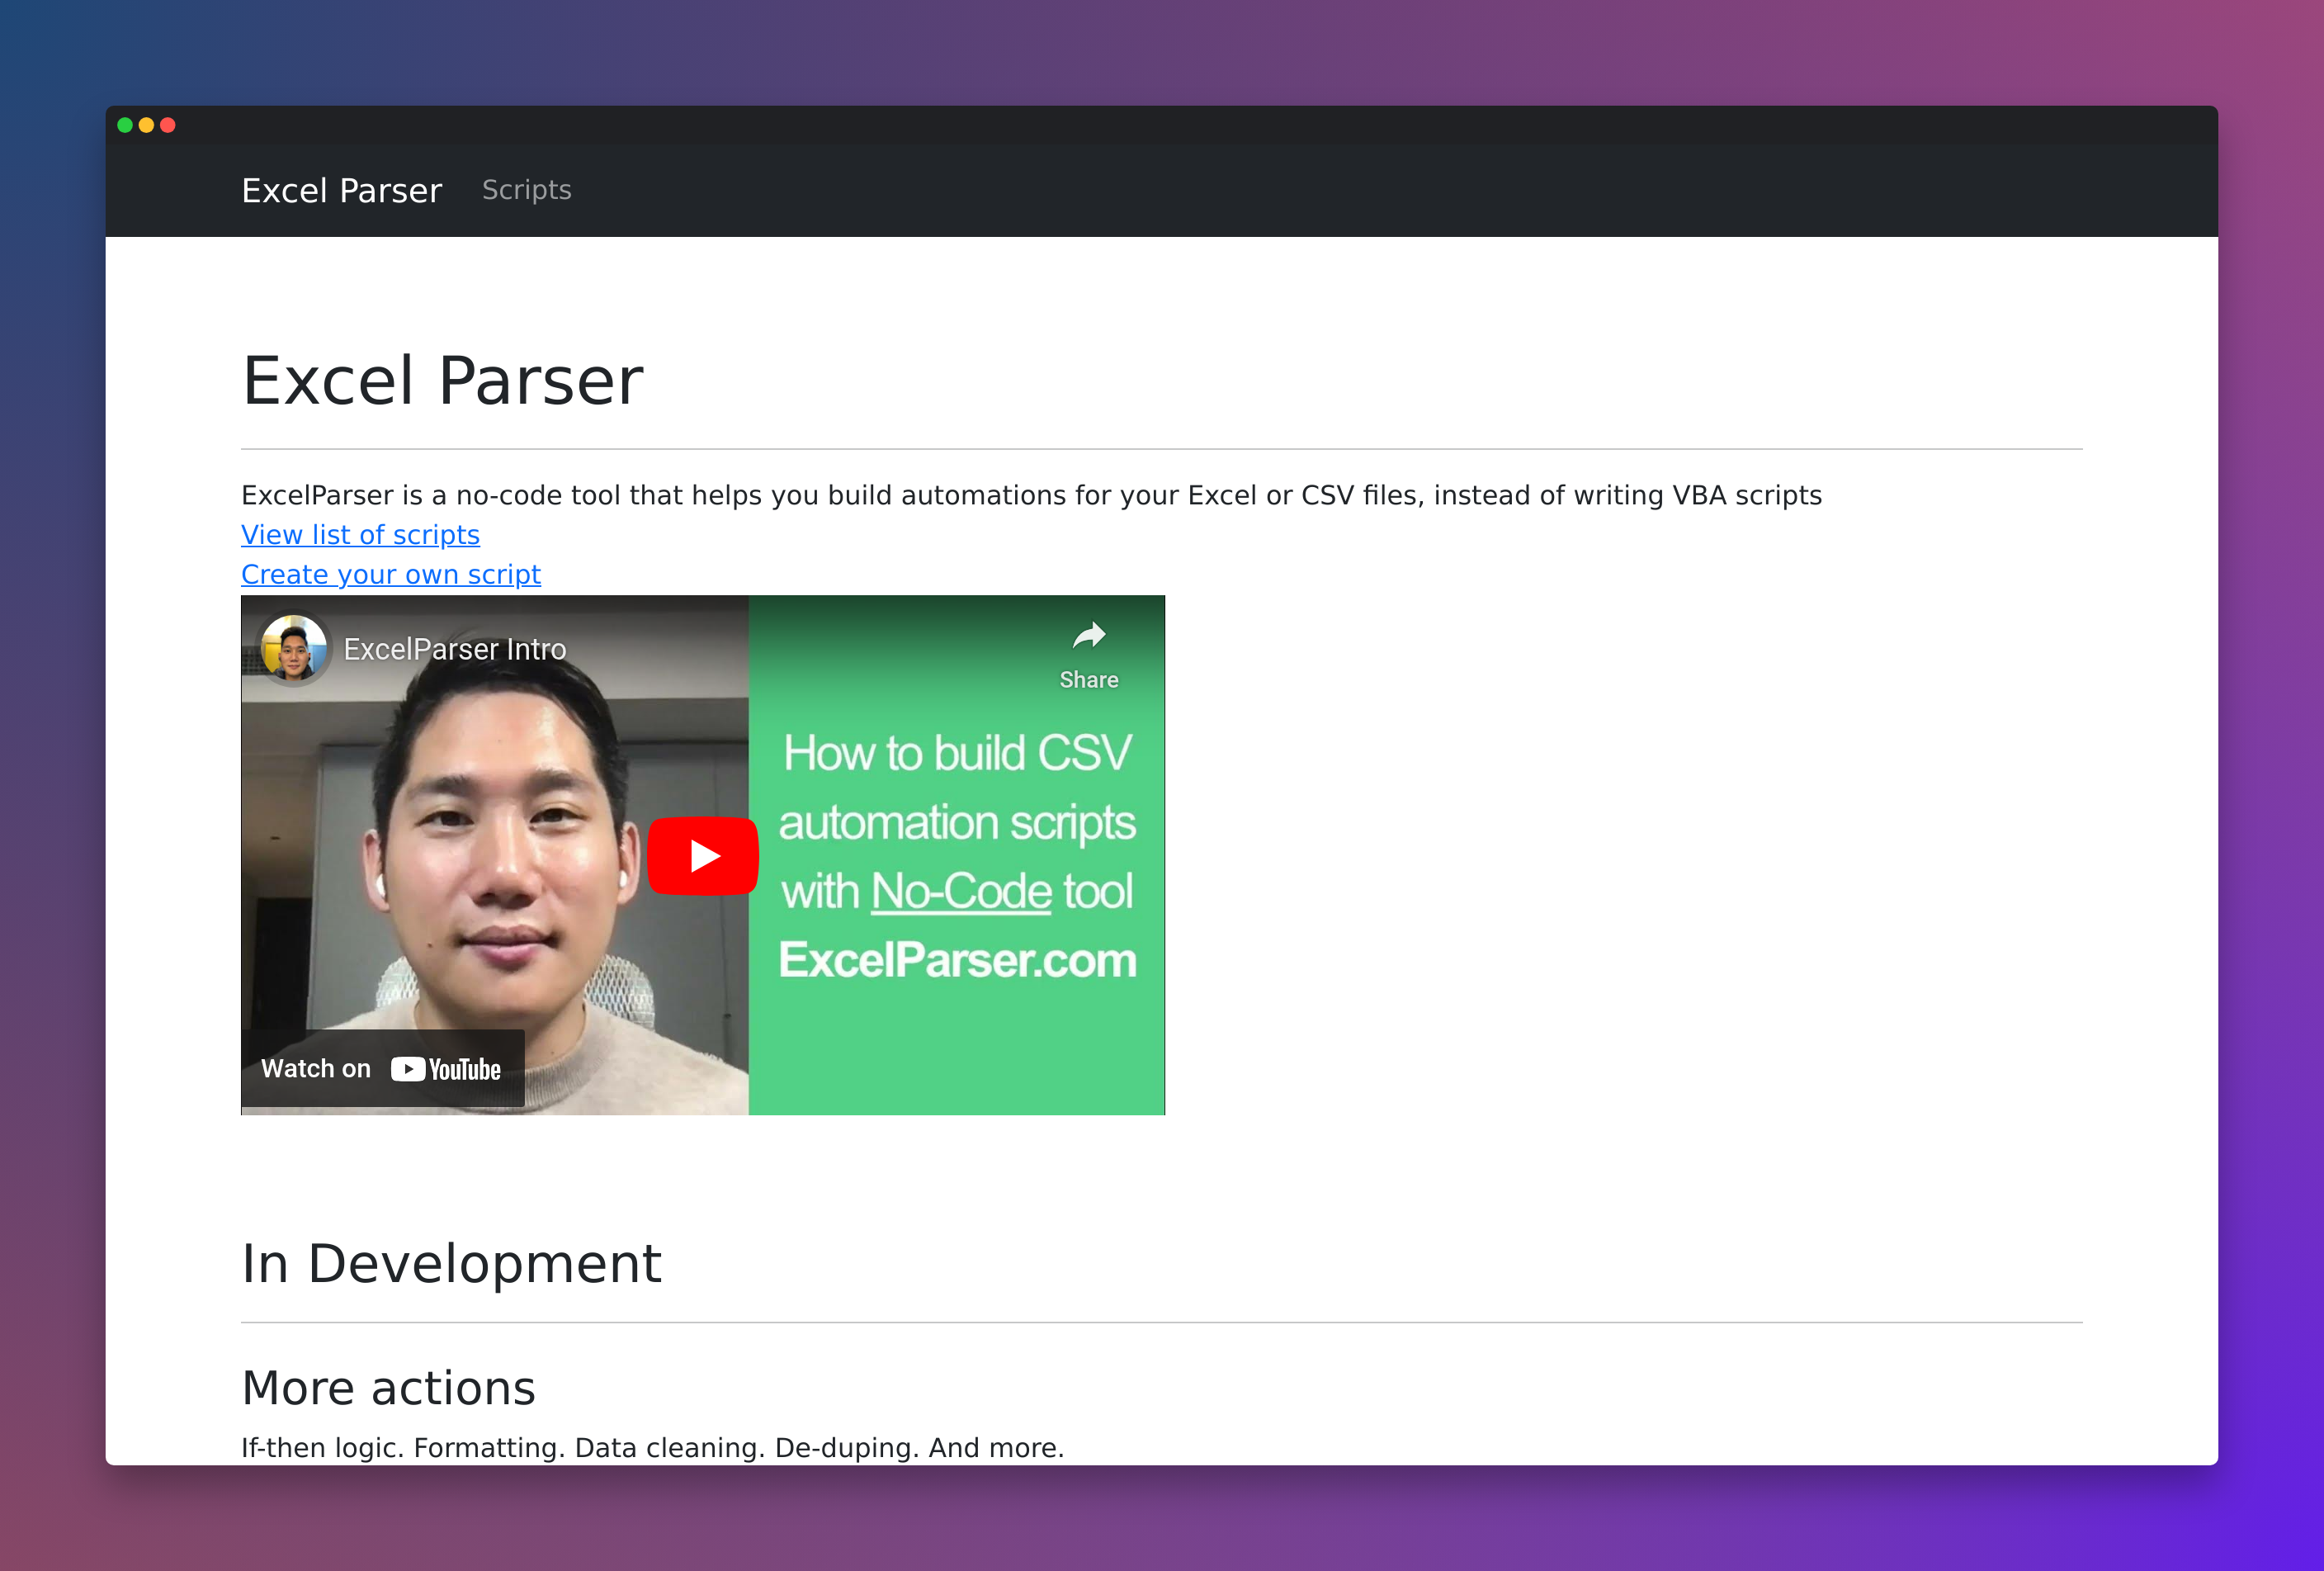 Excel Parser
Scripts
Excel Parser
ExcelParser is a no-code tool that helps you build automations for your Excel or CSV files, instead of writing VBA scripts
View list of scripts
Create your own script
ExcelParser Intro
Share
How to build CSV
automation scripts
with No-Code tool
ExcelParser.com
Watch on YouTube
In Development
More actions
If-then logic. Formatting. Data cleaning. De-duping. And more.